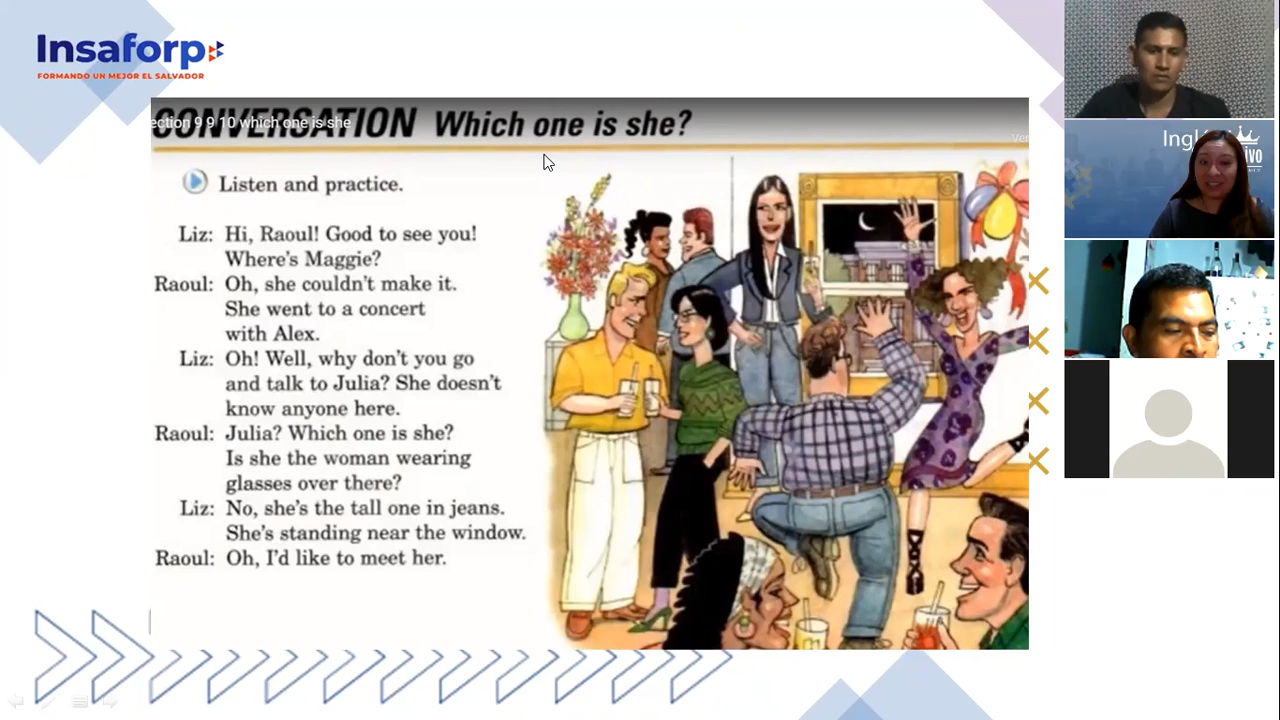 Insaforp
FORMANDO UN MEJOR EL SALVADOR
CONVERSATION Which one is she?
ection 9 9 10 which one is she
Listen and practice.
Liz: Hi, Raoul! Good to see you!
Where's Maggie?
Raoul: Oh, she couldn't make it.
She went to a concert
with Alex.
Liz: Oh! Well, why don't you go
and talk to Julia? She doesn't
know anyone here.
Raoul: Julia? Which one is she?
Is she the woman wearing
glasses over there?
Liz: No, she's the tall one in jeans.
She's standing near the window.
Raoul: Oh, I'd like to meet her.